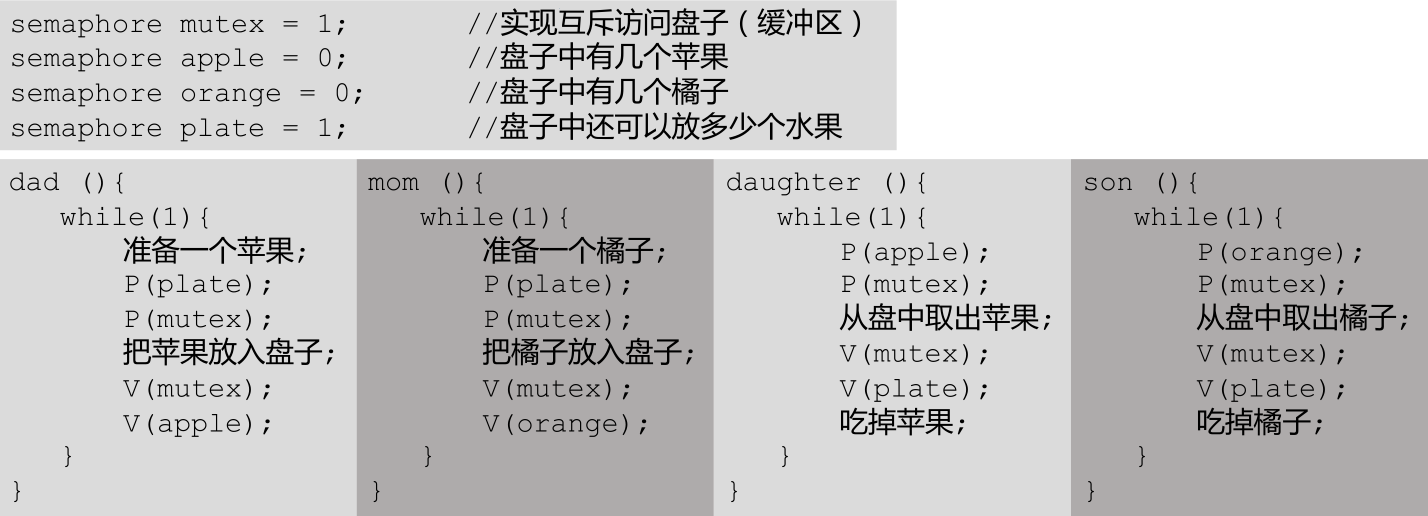 semaphore mutex = 1; //实现互斥访问盘子（缓冲区）
semaphore apple = 0; //盘子中有几个苹果
semaphore orange = 0; //盘子中有几个橘子
semaphore plate = 1; //盘子中还可以放多少个水果
dad (){
while(1){
准备一个苹果;
P(plate);
P(mutex);
把苹果放入盘子;
V(mutex);
V(apple);
}
}
mom (){
while(1){
准备一个橘子;
P(plate);
P(mutex);
把橘子放入盘子;
V(mutex);
V(orange);
}
}
daughter (){
while(1){
P(apple);
P(mutex);
从盘中取出苹果;
V(mutex);
V(plate);
吃掉苹果;
}
}
son (){
while(1){
P(orange);
P(mutex);
从盘中取出橘子;
V(mutex);
V(plate);
吃掉橘子;
}
}